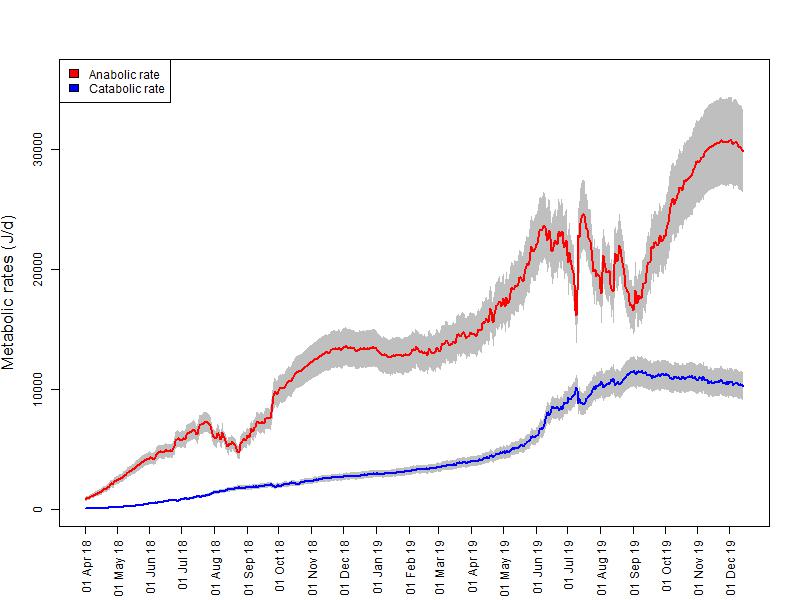 Anabolic rate
Catabolic rate
Metabolic rates (J/d)
30000
20000
10000
0
01 Apr 18
01 May 18
01 Jun 18
01 Jul 18
01 Aug 18
01 Sep 18
01 Oct 18
01 Nov 18
01 Dec 18
01 Jan 19
01 Feb 19
01 Mar 19
01 Apr 19
01 May 19
01 Jun 19
01 Jul 19
01 Aug 19
01 Sep 19
01 Oct 19
01 Nov 19
01 Dec 19